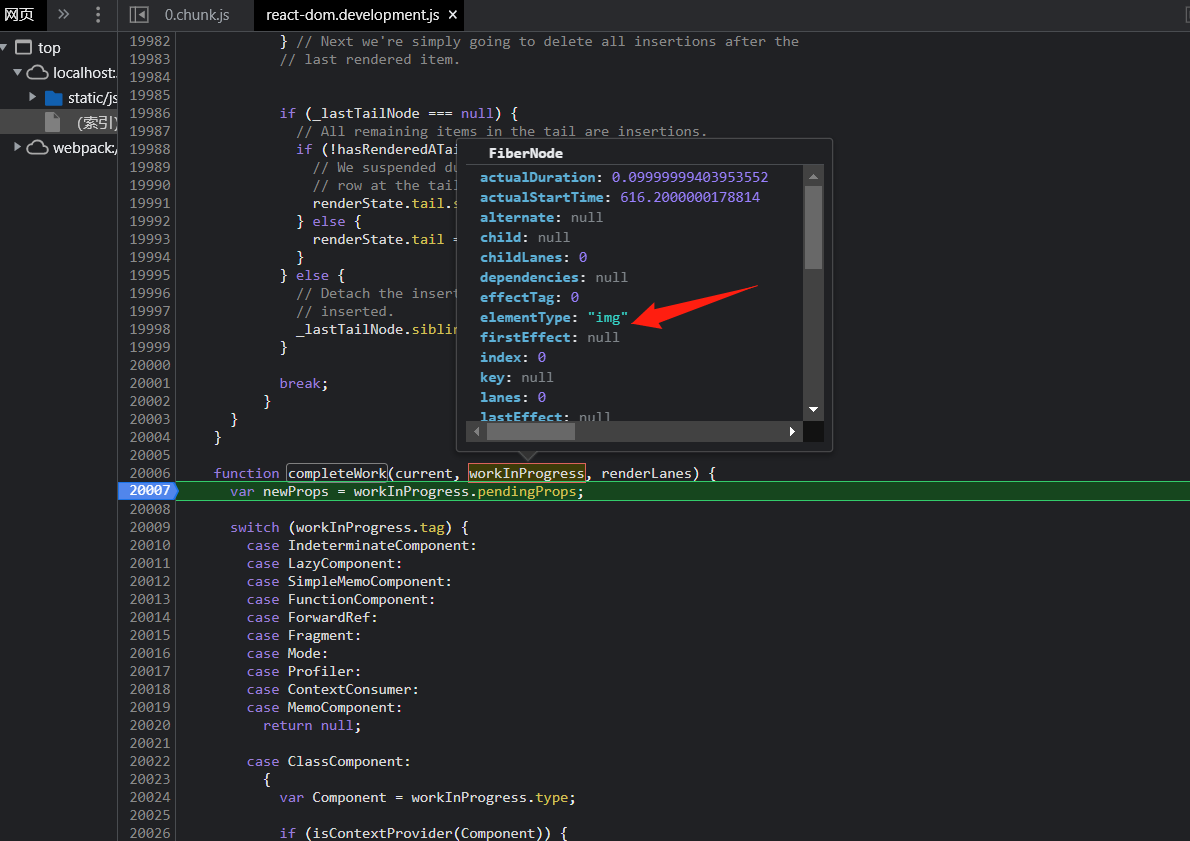 网页
0.chunk.js
react-dom.development.js ×
top
localhost:
static/js
(索引)
webpack:/
19982 } // Next we're simply going to delete all insertions after the
19983 // last rendered item.
19984
19985
19986 if (_lastTailNode === null) {
19987 // All remaining items in the tail are insertions.
19988 if (!hasRenderedATai
19989 // We suspended du
19990 // row at the tail
19991 renderState.tail.s
19992 } else {
19993 renderState.tail =
19994 }
19995 } else {
19996 // Detach the insert
19997 // inserted.
19998 _lastTailNode.siblin
19999 }
20000
20001 break;
20002 }
20003 }
20004 }
20005
FiberNode
actualDuration: 0.09999999403953552
actualStartTime: 616.2000000178814
alternate: null
child: null
childLanes: 0
dependencies: null
effectTag: 0
elementType: "img"
firstEffect: null
index: 0
key: null
lanes: 0
lastEffect: null
20006 function completeWork(current, workInProgress, renderLanes) {
20007 var newProps = workInProgress.pendingProps;
20008
20009 switch (workInProgress.tag) {
20010 case IndeterminateComponent:
20011 case LazyComponent:
20012 case SimpleMemoComponent:
20013 case FunctionComponent:
20014 case ForwardRef:
20015 case Fragment:
20016 case Mode:
20017 case Profiler:
20018 case ContextConsumer:
20019 case MemoComponent:
20020 return null;
20021
20022 case ClassComponent:
20023 {
20024 var Component = workInProgress.type;
20025
20026 if (isContextProvider(Component)) {